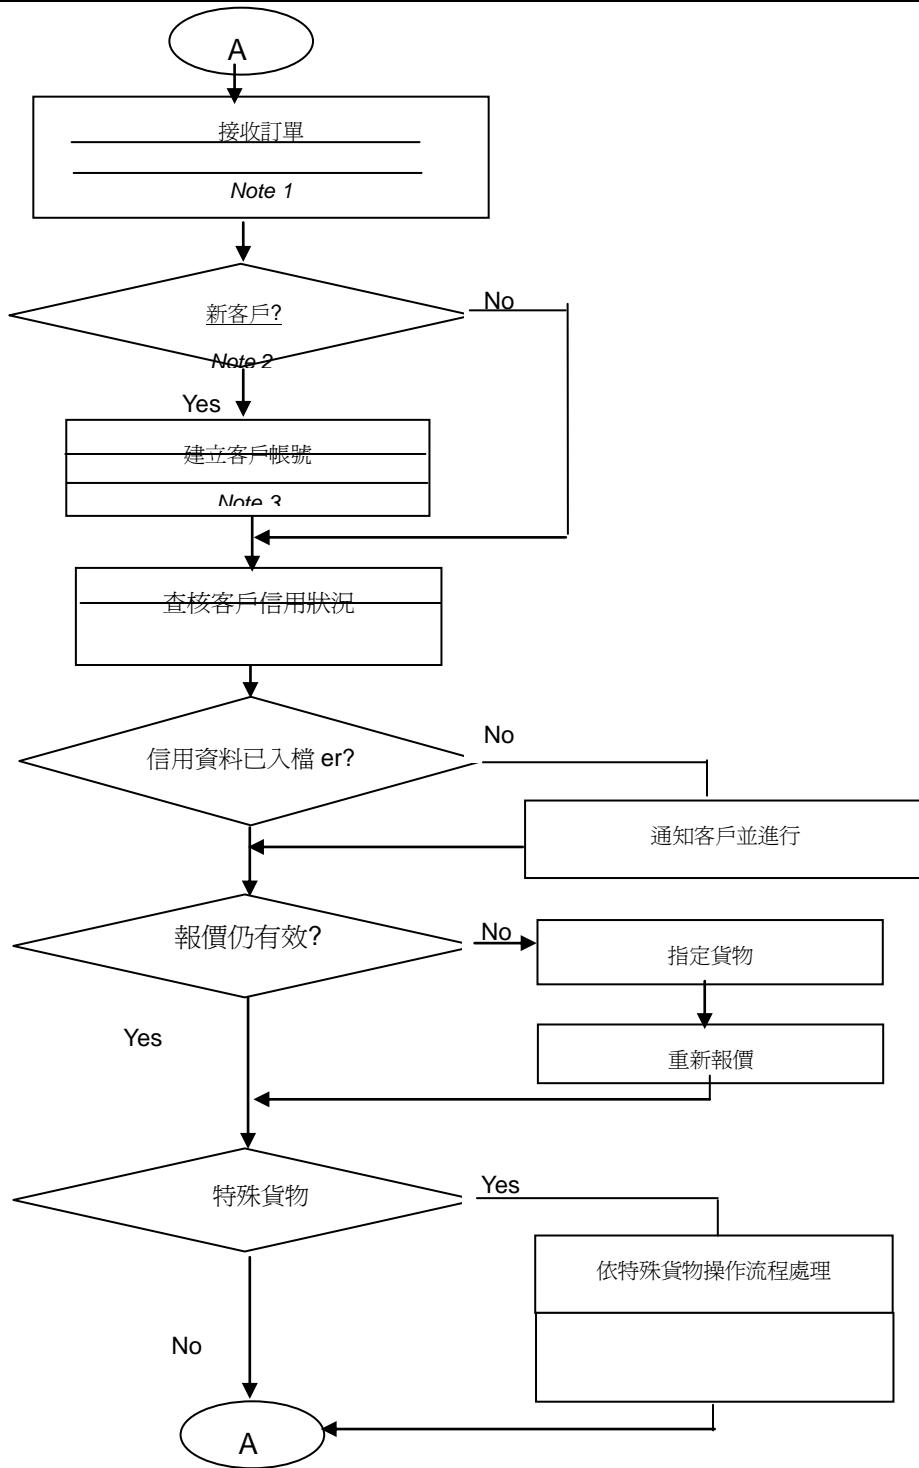 A
接收訂單
Note 1
新客戶?
No
Note 2
Yes
建立客戶帳號
Note 3
查核客戶信用狀況
No
信用資料已入檔 er?
通知客戶並進行
報價仍有效?
No
指定貨物
Yes
重新報價
特殊貨物
Yes
依特殊貨物操作流程處理
No
A